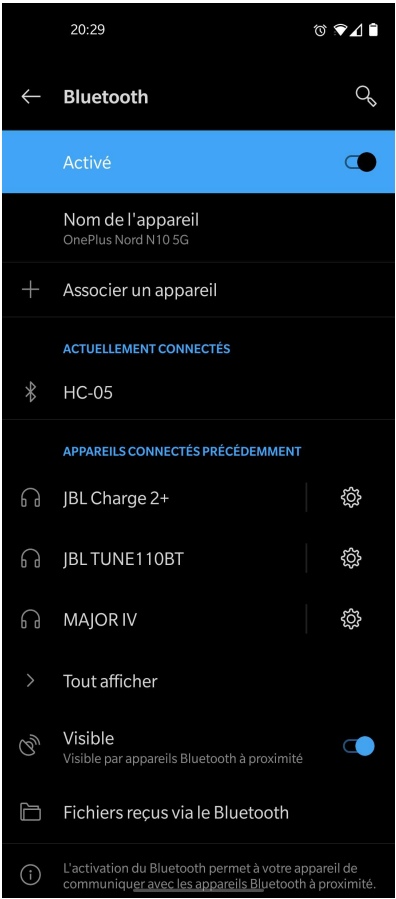 20:29
Bluetooth
Activé
Nom de l'appareil
OnePlus Nord N10 5G
Associer un appareil
ACTUELLEMENT CONNECTÉS
HC-05
APPAREILS CONNECTÉS PRÉCÉDEMMENT
JBL Charge 2+
JBL TUNE110BT
MAJOR IV
Tout afficher
Visible
Visible par appareils Bluetooth à proximité
Fichiers reçus via le Bluetooth
L'activation du Bluetooth permet à votre appareil de
communiquer avec les appareils Bluetooth à proximité.